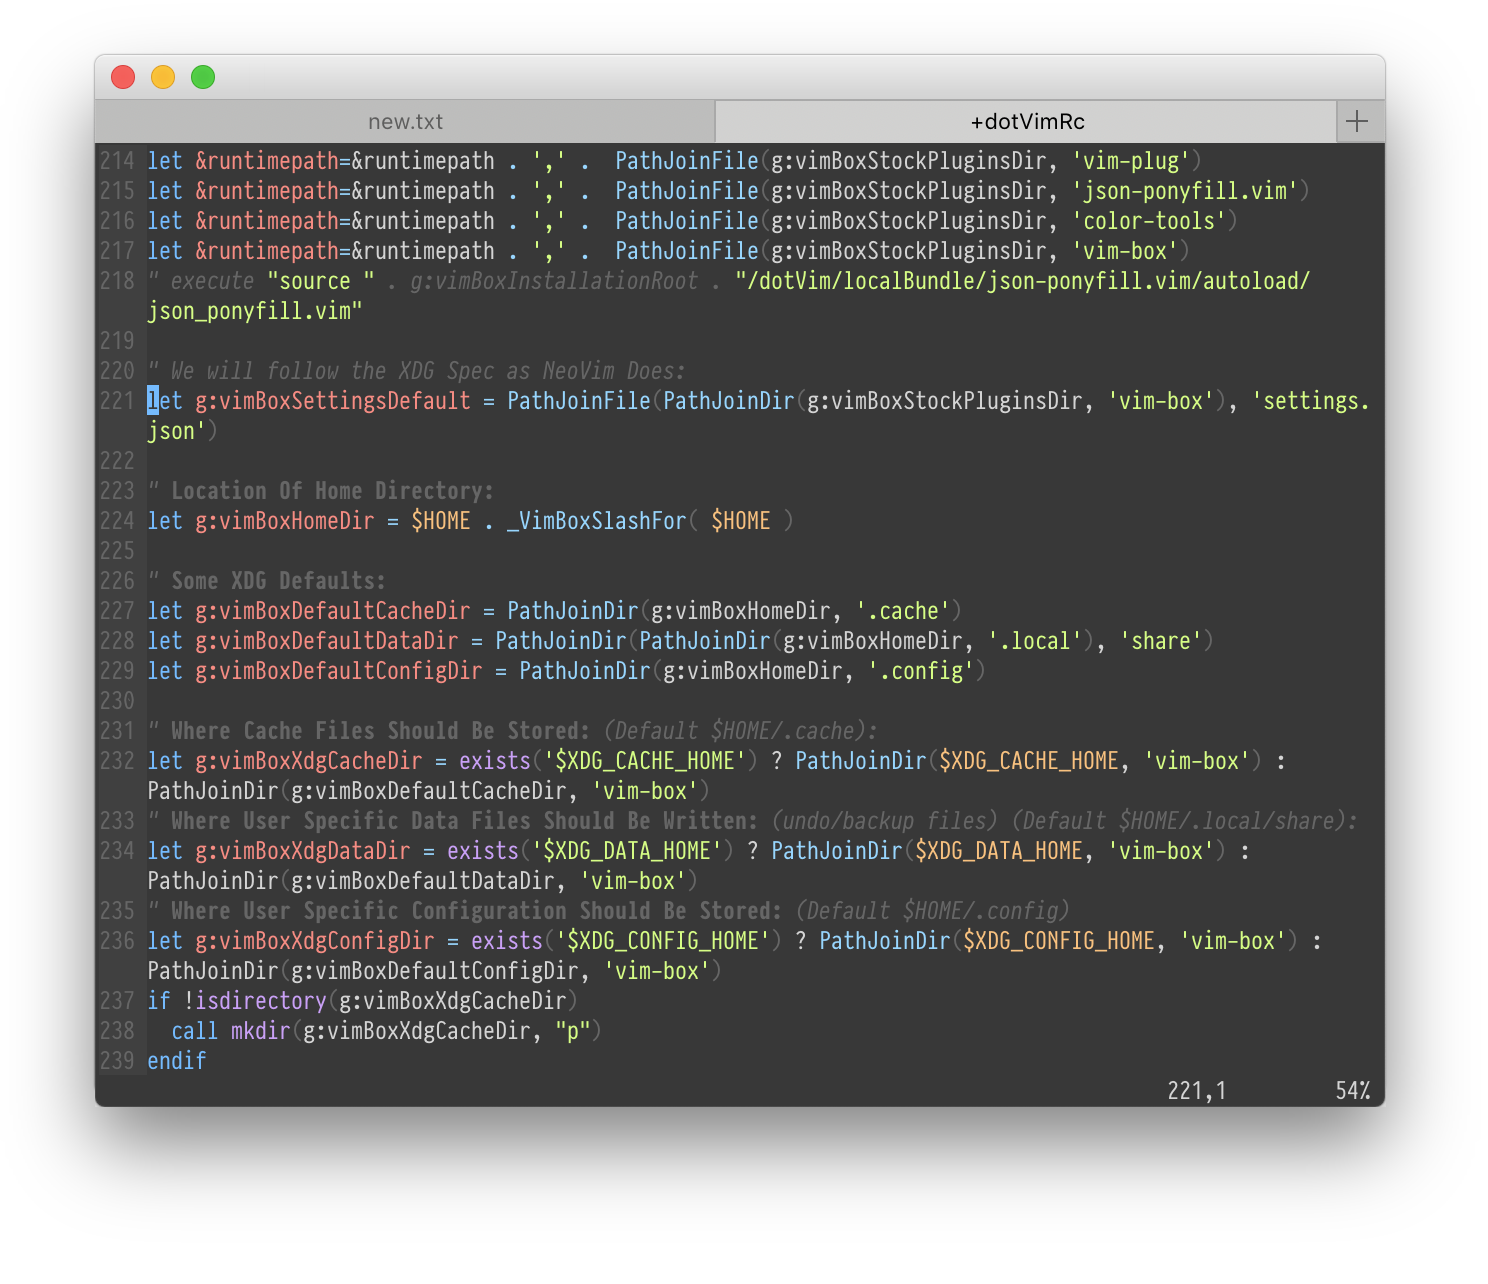 new.txt
+dotVimRc
214 let &runtimepath=&runtimepath . ',' .  PathJoinFile(g:vimBoxStockPluginsDir, 'vim-plug')
215 let &runtimepath=&runtimepath . ',' .  PathJoinFile(g:vimBoxStockPluginsDir, 'json-ponyfill.vim')
216 let &runtimepath=&runtimepath . ',' .  PathJoinFile(g:vimBoxStockPluginsDir, 'color-tools')
217 let &runtimepath=&runtimepath . ',' .  PathJoinFile(g:vimBoxStockPluginsDir, 'vim-box')
218 " execute "source " . g:vimBoxInstallationRoot . "/dotVim/localBundle/json-ponyfill.vim/autoload/
json_ponyfill.vim"
219
220 " We will follow the XDG Spec as NeoVim Does:
221 let g:vimBoxSettingsDefault = PathJoinFile(PathJoinDir(g:vimBoxStockPluginsDir, 'vim-box'), 'settings.
json')
222
223 " Location Of Home Directory:
224 let g:vimBoxHomeDir = $HOME . _VimBoxSlashFor( $HOME )
225
226 " Some XDG Defaults:
227 let g:vimBoxDefaultCacheDir = PathJoinDir(g:vimBoxHomeDir, '.cache')
228 let g:vimBoxDefaultDataDir = PathJoinDir(PathJoinDir(g:vimBoxHomeDir, '.local'), 'share')
229 let g:vimBoxDefaultConfigDir = PathJoinDir(g:vimBoxHomeDir, '.config')
230
231 " Where Cache Files Should Be Stored: (Default $HOME/.cache):
232 let g:vimBoxXdgCacheDir = exists('$XDG_CACHE_HOME') ? PathJoinDir($XDG_CACHE_HOME, 'vim-box') :
PathJoinDir(g:vimBoxDefaultCacheDir, 'vim-box')
233 " Where User Specific Data Files Should Be Written: (undo/backup files) (Default $HOME/.local/share):
234 let g:vimBoxXdgDataDir = exists('$XDG_DATA_HOME') ? PathJoinDir($XDG_DATA_HOME, 'vim-box') :
PathJoinDir(g:vimBoxDefaultDataDir, 'vim-box')
235 " Where User Specific Configuration Should Be Stored: (Default $HOME/.config)
236 let g:vimBoxXdgConfigDir = exists('$XDG_CONFIG_HOME') ? PathJoinDir($XDG_CONFIG_HOME, 'vim-box') :
PathJoinDir(g:vimBoxDefaultConfigDir, 'vim-box')
237 if !isdirectory(g:vimBoxXdgCacheDir)
238   call mkdir(g:vimBoxXdgCacheDir, "p")
239 endif
221,1 54%